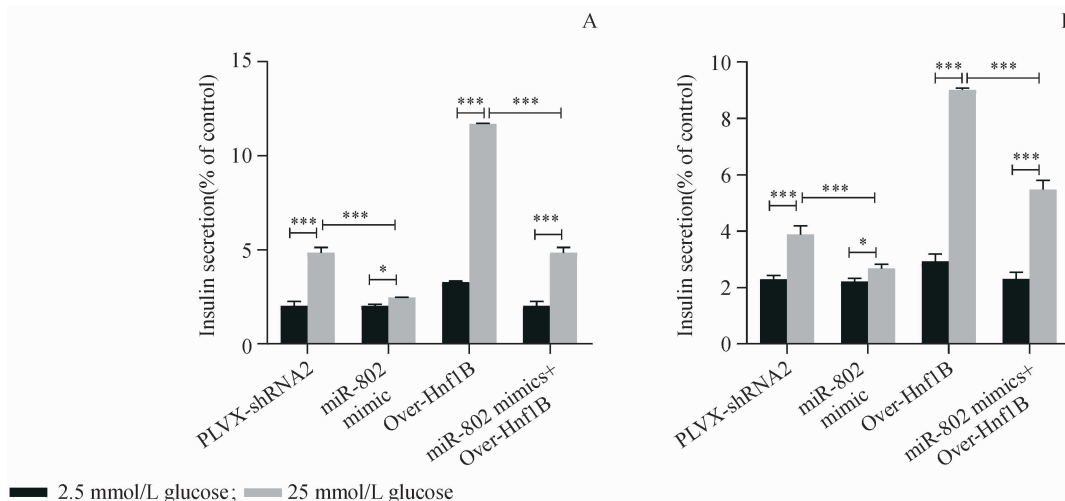 A
Insulin secretion(% of control)
15
10
5
0
***
***
*
***
***
***
PLVX-shRNA2
miR-802
mimic
Over-Hnf1B
miR-802 mimics+
Over-Hnf1B
Insulin secretion(% of control)
10
8
6
4
2
0
***
***
*
***
***
***
PLVX-shRNA2
miR-802
mimic
Over-Hnf1B
miR-802 mimics+
Over-Hnf1B
2.5 mmol/L glucose; 25 mmol/L glucose